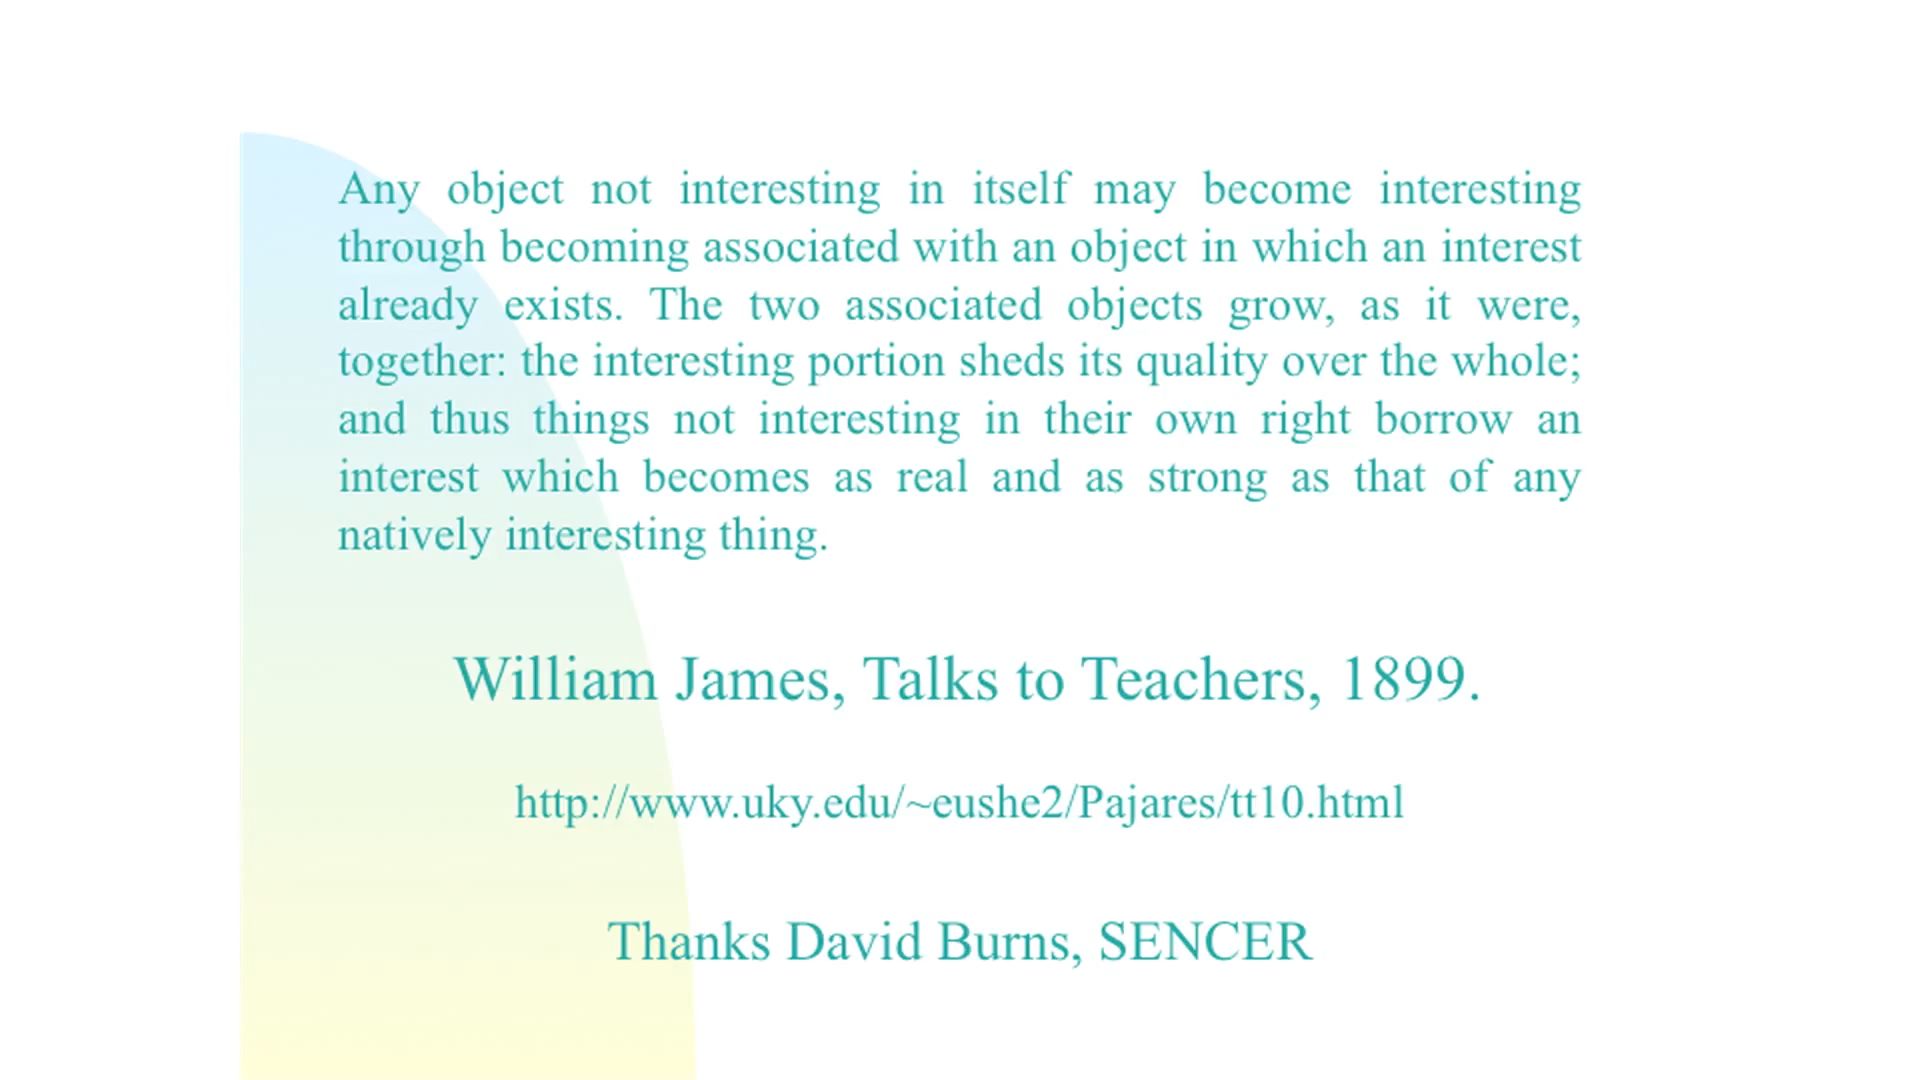 Any object not interesting in itself may become interesting
through becoming associated with an object in which an interest
already exists. The two associated objects grow, as it were,
together: the interesting portion sheds its quality over the whole;
and thus things not interesting in their own right borrow an
interest which becomes as real and as strong as that of any
natively interesting thing.
William James, Talks to Teachers, 1899.
http://www.uky.edu/~eushe2/Pajares/tt10.html
Thanks David Burns, SENCER